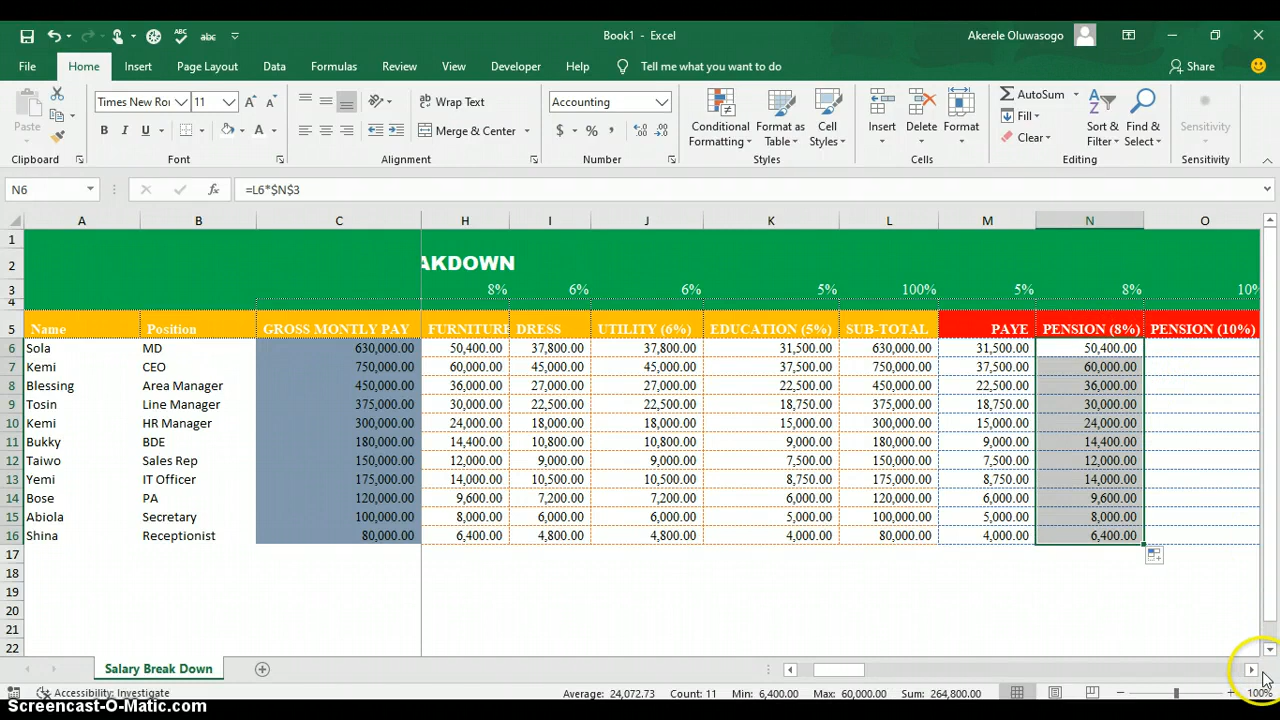 Book1 - Excel
Akerele Oluwasogo
File Home Insert Page Layout Data Formulas Review View Developer Help Tell me what you want to do Share
Paste
Times New Ro 11
B I U A
Wrap Text
Merge & Center
Accounting
$ % ,
Conditional Formatting
Format as Table
Cell Styles
Insert
Delete
Format
AutoSum
Fill
Clear
Sort & Filter
Find & Select
Sensitivity
Clipboard Font Alignment Number Styles Cells Editing Sensitivity
N6 fx =L6*$N$3
A B C H I J K L M N O
1
2 AKDOWN
3 8% 6% 6% 5% 100% 5% 8% 10%
4
5 Name Position GROSS MONTLY PAY FURNITURE DRESS UTILITY (6%) EDUCATION (5%) SUB-TOTAL PAYE PENSION (8%) PENSION (10%)
6 Sola MD 630,000.00 50,400.00 37,800.00 37,800.00 31,500.00 630,000.00 31,500.00 50,400.00
7 Kemi CEO 750,000.00 60,000.00 45,000.00 45,000.00 37,500.00 750,000.00 37,500.00 60,000.00
8 Blessing Area Manager 450,000.00 36,000.00 27,000.00 27,000.00 22,500.00 450,000.00 22,500.00 36,000.00
9 Tosin Line Manager 375,000.00 30,000.00 22,500.00 22,500.00 18,750.00 375,000.00 18,750.00 30,000.00
10 Kemi HR Manager 300,000.00 24,000.00 18,000.00 18,000.00 15,000.00 300,000.00 15,000.00 24,000.00
11 Bukky BDE 180,000.00 14,400.00 10,800.00 10,800.00 9,000.00 180,000.00 9,000.00 14,400.00
12 Taiwo Sales Rep 150,000.00 12,000.00 9,000.00 9,000.00 7,500.00 150,000.00 7,500.00 12,000.00
13 Yemi IT Officer 175,000.00 14,000.00 10,500.00 10,500.00 8,750.00 175,000.00 8,750.00 14,000.00
14 Bose PA 120,000.00 9,600.00 7,200.00 7,200.00 6,000.00 120,000.00 6,000.00 9,600.00
15 Abiola Secretary 100,000.00 8,000.00 6,000.00 6,000.00 5,000.00 100,000.00 5,000.00 8,000.00
16 Shina Receptionist 80,000.00 6,400.00 4,800.00 4,800.00 4,000.00 80,000.00 4,000.00 6,400.00
17
18
19
20
21
22
Salary Break Down
Accessibility: Investigate Average: 24,072.73 Count: 11 Min: 6,400.00 Max: 60,000.00 Sum: 264,800.00 100%
Screencast-O-Matic.com